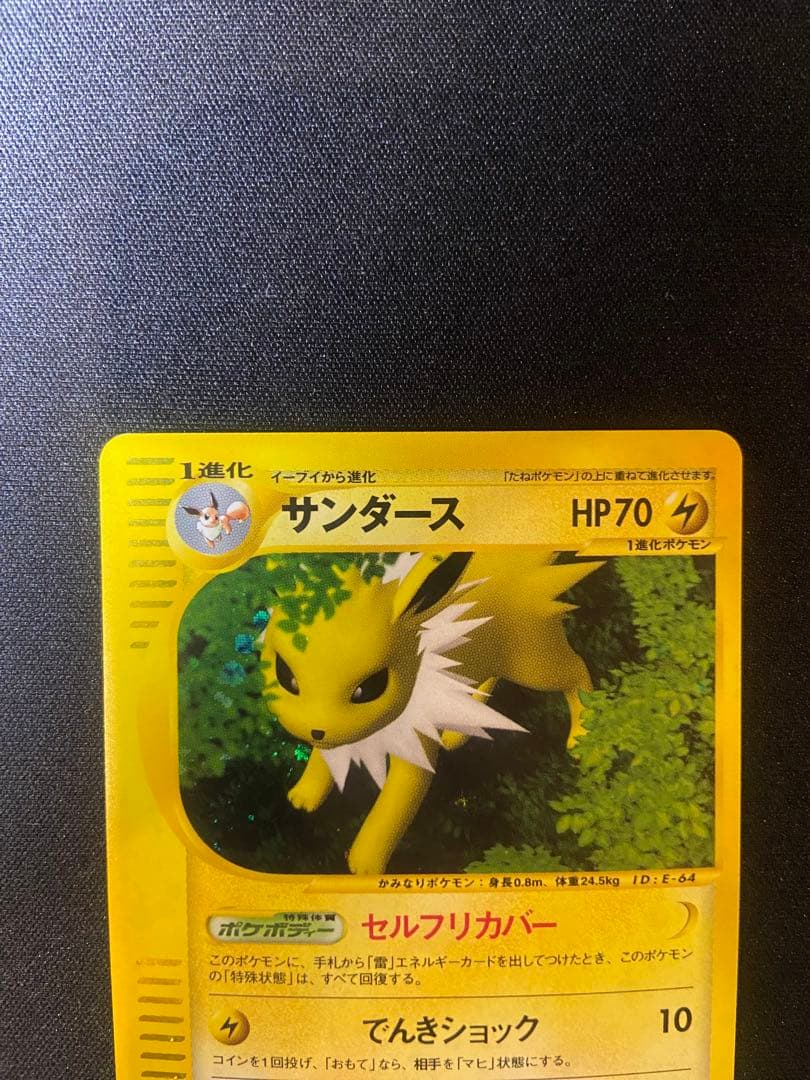 1進化 イーブイから進化 「たねポケモン」の上に重ねて進化させます。
サンダース HP70
1進化ポケモン
かみなりポケモン:身長0.8m、体重24.5kg ID:E-64
特殊体質
ポケボディー セルフリカバー
このポケモンに、手札から「雷」エネルギーカードを出してつけたとき、このポケモン
の「特殊状態」は、すべて回復する。
でんきショック 10
コインを1回投げ、「おもて」なら、相手を「マヒ」状態にする。